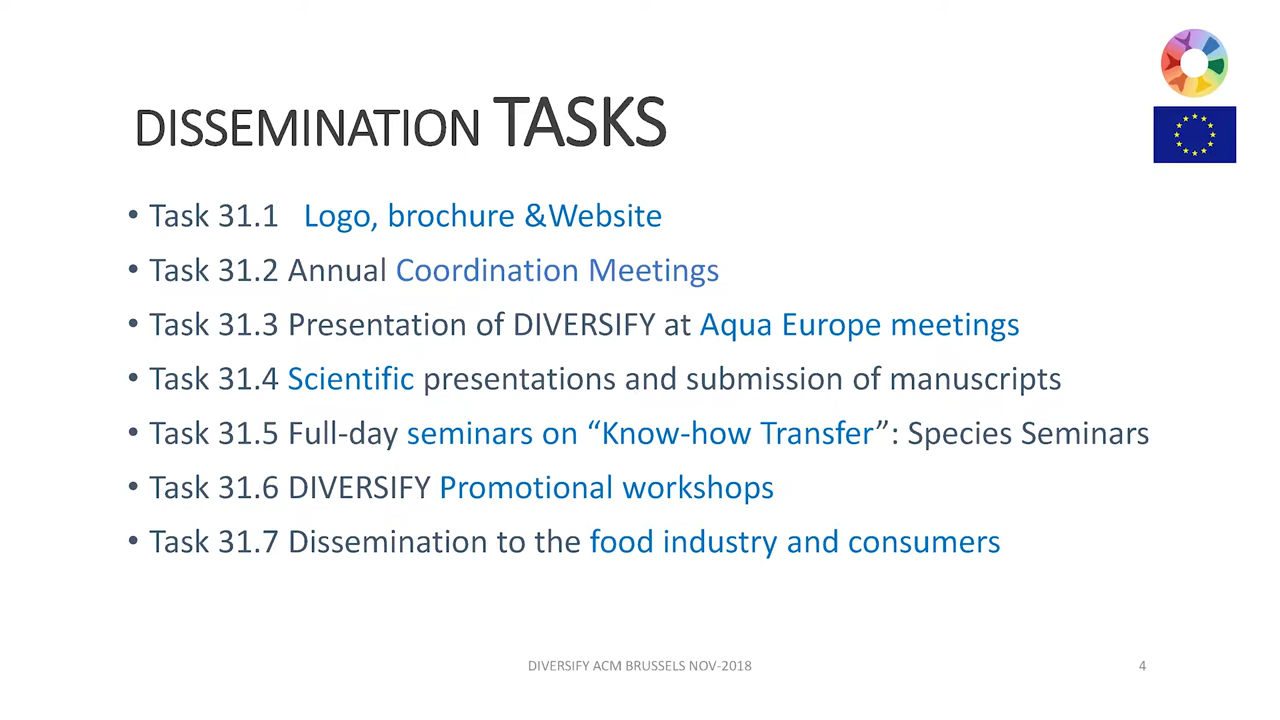 DISSEMINATION TASKS
• Task 31.1 Logo, brochure &Website
• Task 31.2 Annual Coordination Meetings
• Task 31.3 Presentation of DIVERSIFY at Aqua Europe meetings
• Task 31.4 Scientific presentations and submission of manuscripts
• Task 31.5 Full-day seminars on “Know-how Transfer”: Species Seminars
• Task 31.6 DIVERSIFY Promotional workshops
• Task 31.7 Dissemination to the food industry and consumers
DIVERSIFY ACM BRUSSELS NOV-2018
4